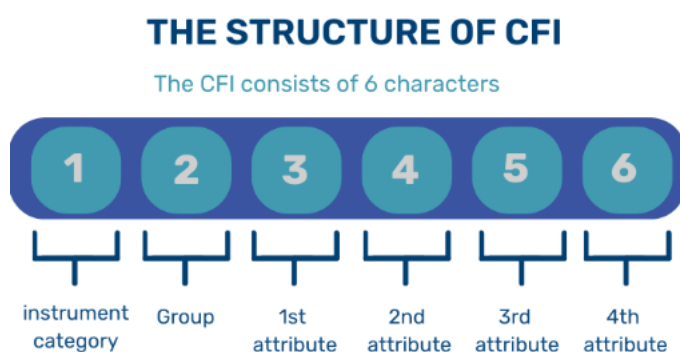 THE STRUCTURE OF CFI
The CFI consists of 6 characters
1 2 3 4 5 6
instrument category
Group
1st attribute
2nd attribute
3rd attribute
4th attribute